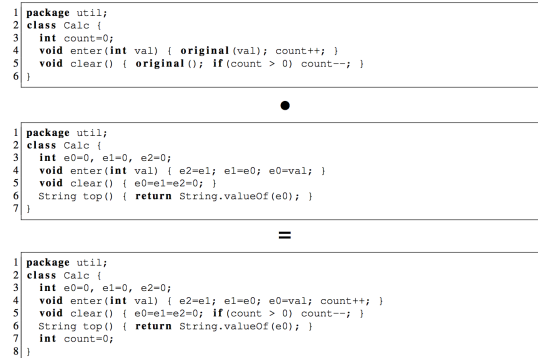 1 package util;
2 class Calc {
3 int count=0;
4 void enter(int val) { original(val); count++; }
5 void clear() { original(); if(count > 0) count--; }
6 }
•
1 package util;
2 class Calc {
3 int e0=0, e1=0, e2=0;
4 void enter(int val) { e2=e1; e1=e0; e0=val; }
5 void clear() { e0=e1=e2=0; }
6 String top() { return String.valueOf(e0); }
7 }
=
1 package util;
2 class Calc {
3 int e0=0, e1=0, e2=0;
4 void enter(int val) { e2=e1; e1=e0; e0=val; count++; }
5 void clear() { e0=e1=e2=0; if(count > 0) count--; }
6 String top() { return String.valueOf(e0); }
7 int count=0;
8 }